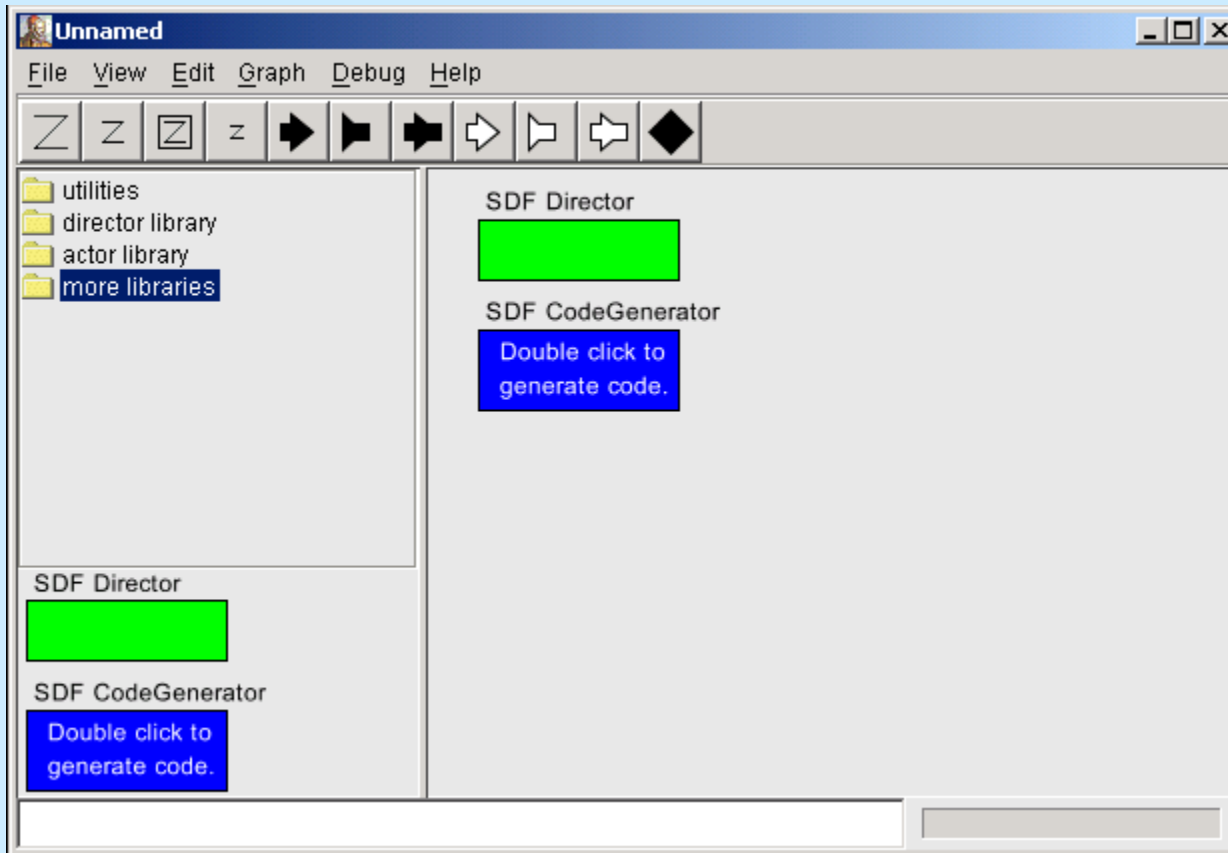 Unnamed
File View Edit Graph Debug Help
Z Z Z z
utilities
director library
actor library
more libraries
SDF Director
SDF CodeGenerator
Double click to
generate code.
SDF Director
SDF CodeGenerator
Double click to
generate code.